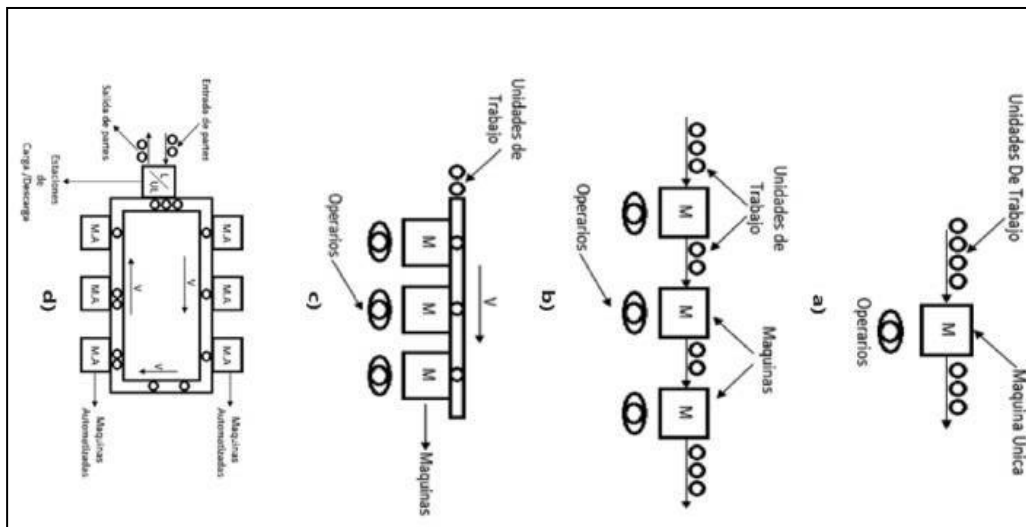 Unidades De Trabajo
Maquina Unica
M
Operarios
a)
Unidades de
Trabajo
Maquinas
M
M
M
Operarios
b)
Unidades de
Trabajo
V
M
M
M
Operarios
Maquinas
c)
Entrada de partes
Salida de partes
L /
UL
Estaciones
de
Carga /Descarga
M.A
M.A
M.A
V
V
V
M.A
M.A
M.A
Maquinas
Automatizadas
Maquinas
Automatizadas
d)